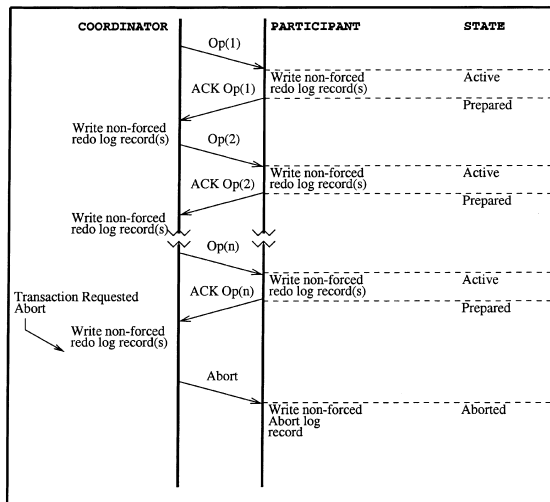 COORDINATOR PARTICIPANT STATE
Op(1)
Write non-forced Active
redo log record(s)
ACK Op(1)
Prepared
Write non-forced
redo log record(s)
Op(2)
Write non-forced Active
redo log record(s)
ACK Op(2)
Prepared
Write non-forced
redo log record(s)
Op(n)
Write non-forced Active
redo log record(s)
ACK Op(n)
Transaction Requested
Abort
Prepared
Write non-forced
redo log record(s)
Abort
Write non-forced Aborted
Abort log
record